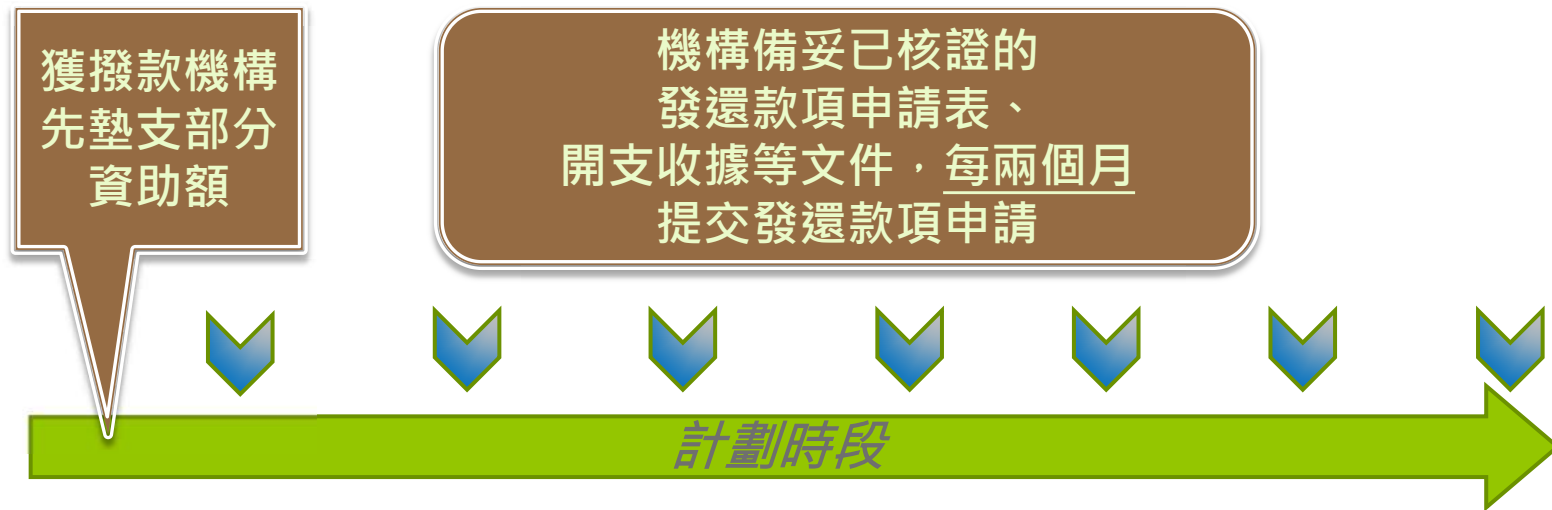 獲撥款機構
先墊支部分
資助額
機構備妥已核證的
發還款項申請表、
開支收據等文件，每兩個月
提交發還款項申請
計劃時段